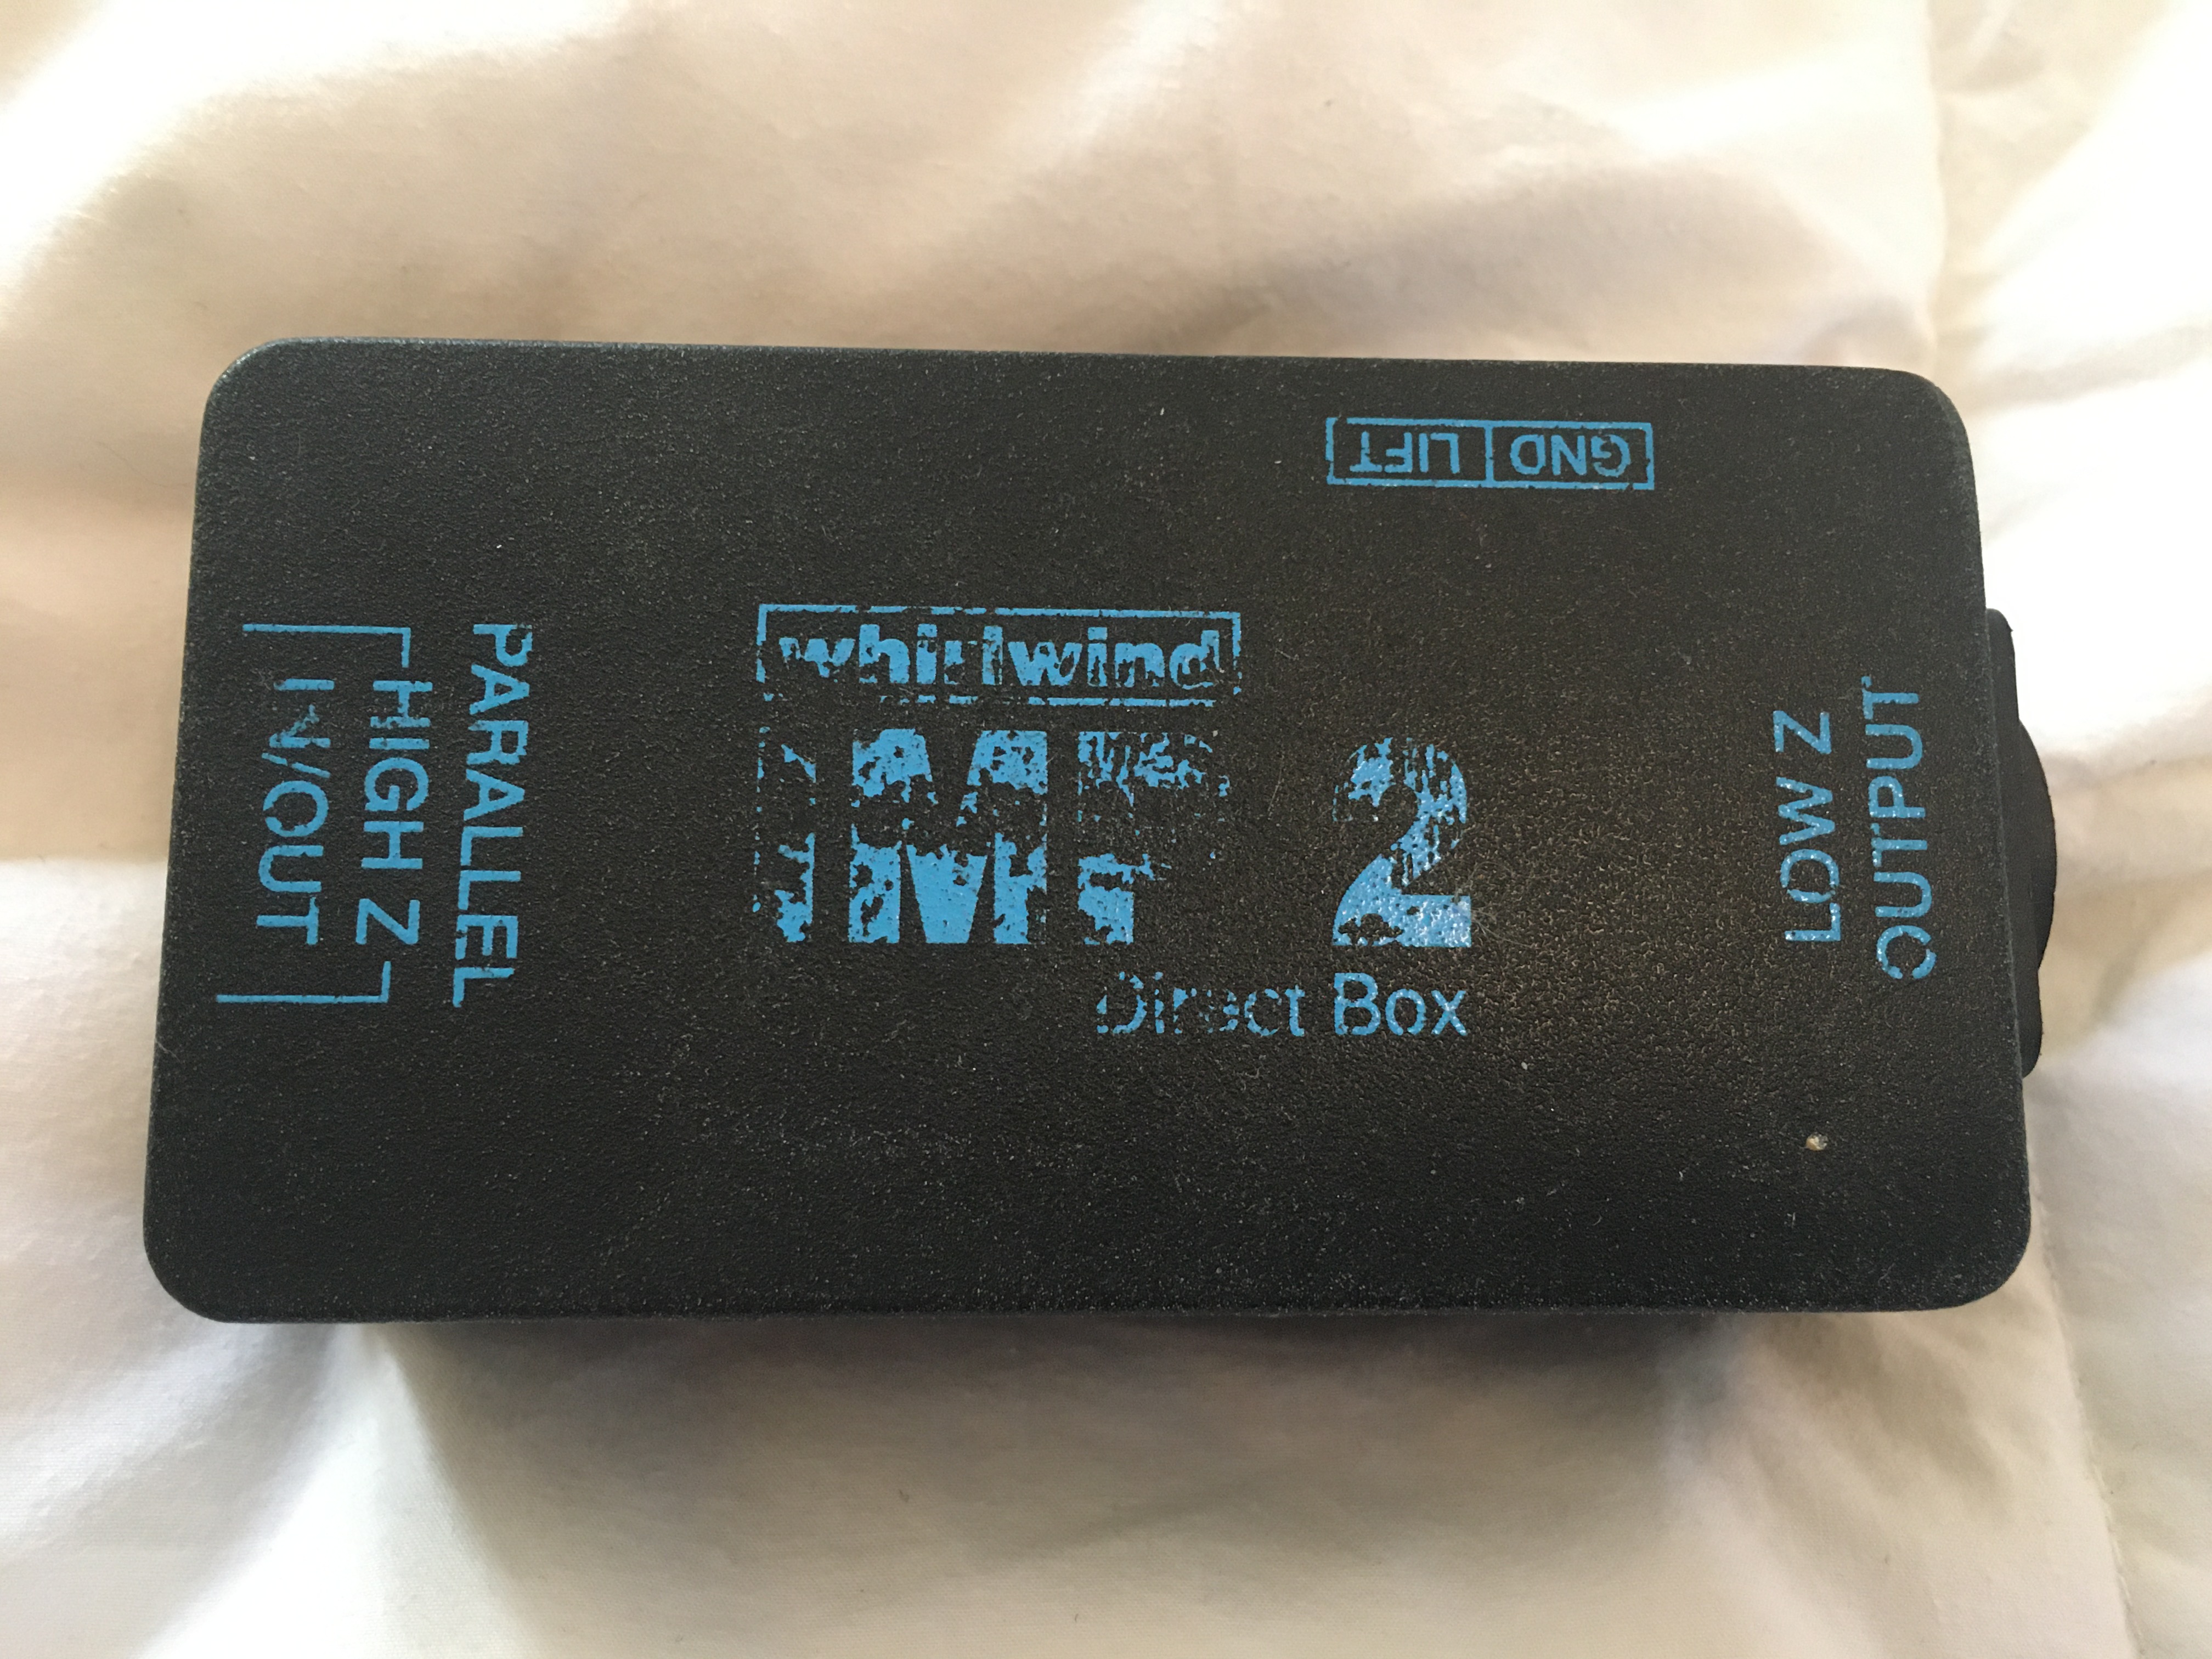 GND LIFT
whirlwind
IMP 2
Direct Box
PARALLEL
HIGH Z
IN/OUT
LOW Z
OUTPUT